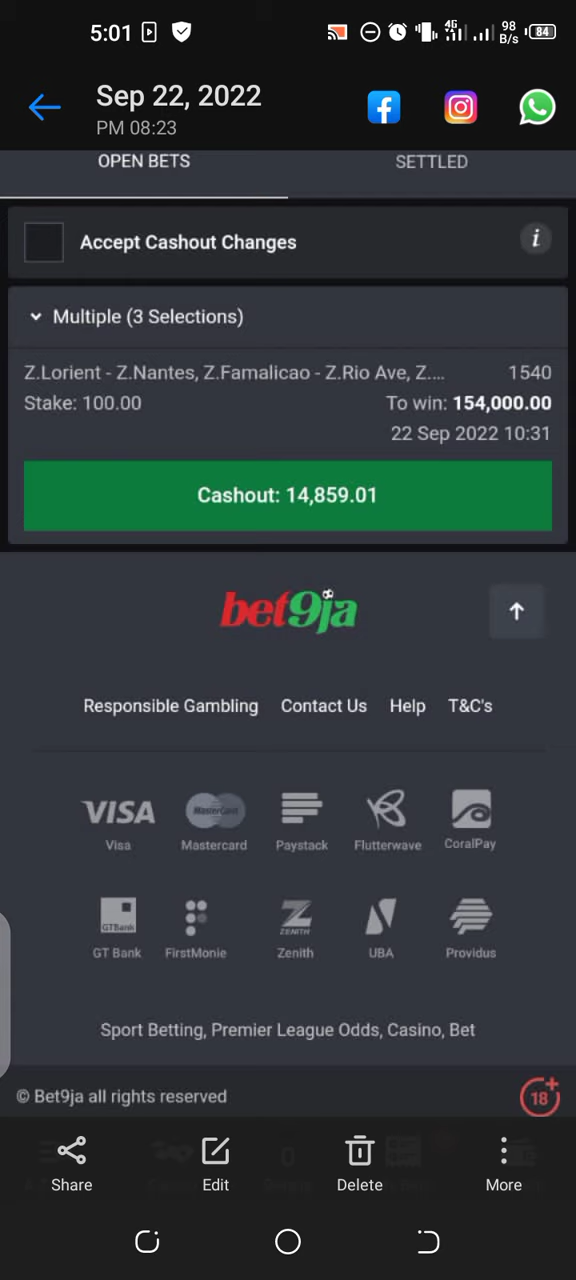 5:01 4G 98 B/s 84
Sep 22, 2022
PM 08:23
OPEN BETS SETTLED
Accept Cashout Changes i
Multiple (3 Selections)
Z.Lorient - Z.Nantes, Z.Famalicao - Z.Rio Ave, Z.... 1540
Stake: 100.00 To win: 154,000.00
22 Sep 2022 10:31
Cashout: 14,859.01
bet9ja
Responsible Gambling Contact Us Help T&C's
VISA MasterCard
Visa Mastercard Paystack Flutterwave CoralPay
GTBank ZENITH
GT Bank FirstMonie Zenith UBA Providus
Sport Betting, Premier League Odds, Casino, Bet
© Bet9ja all rights reserved 18+
Share Edit Delete More